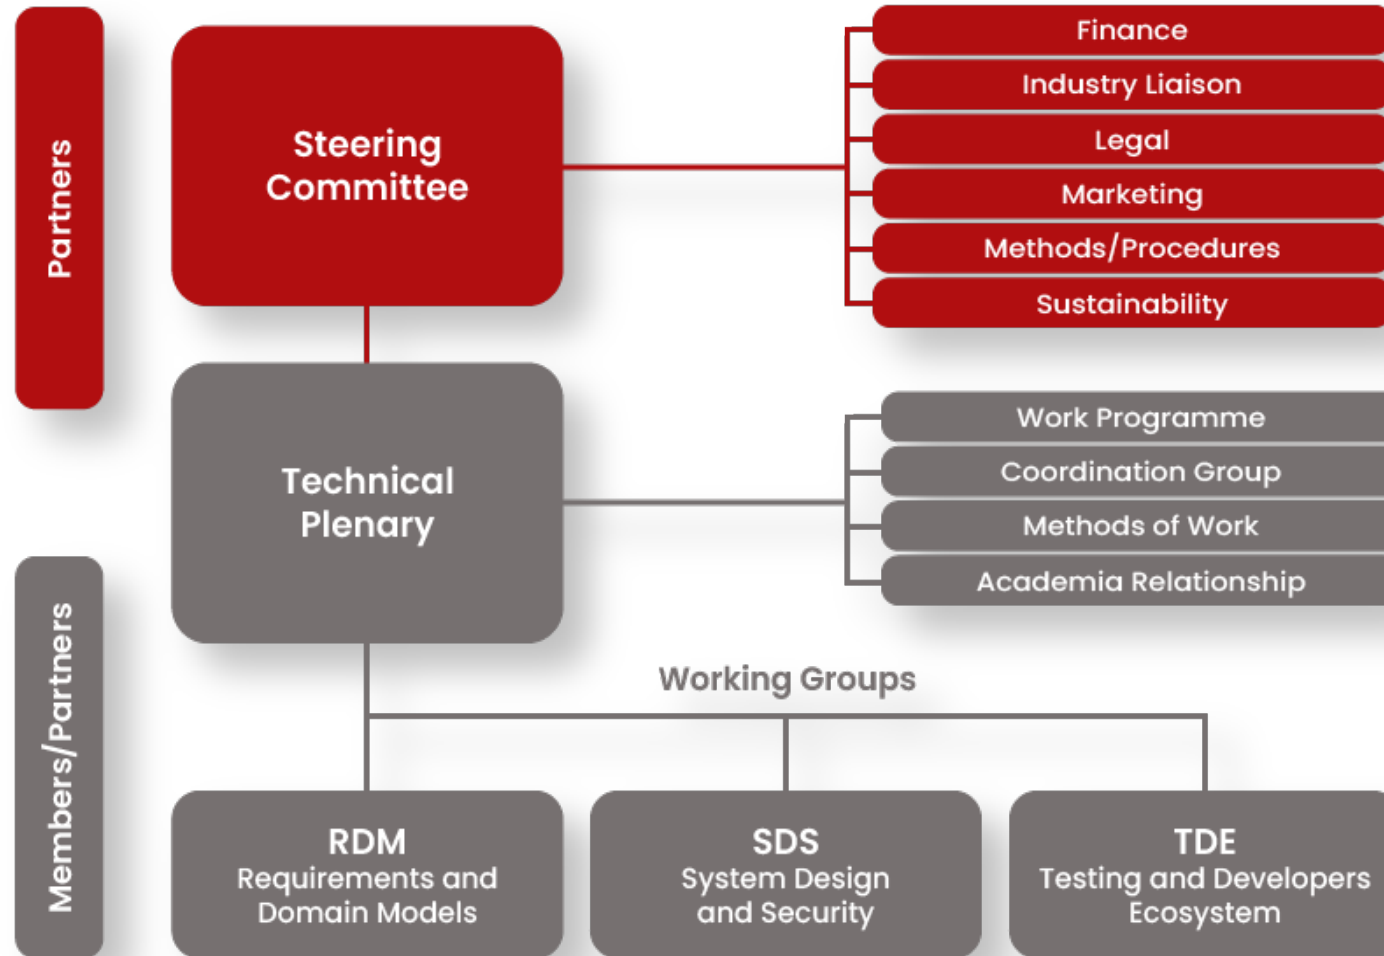 Partners
Steering
Committee
Finance
Industry Liaison
Legal
Marketing
Methods/Procedures
Sustainability
Technical
Plenary
Work Programme
Coordination Group
Methods of Work
Academia Relationship
Members/Partners
Working Groups
RDM
Requirements and
Domain Models
SDS
System Design
and Security
TDE
Testing and Developers
Ecosystem